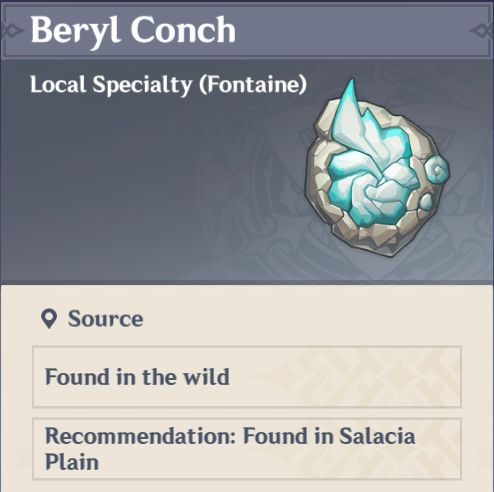 Beryl Conch
Local Specialty (Fontaine)
Source
Found in the wild
Recommendation: Found in Salacia
Plain